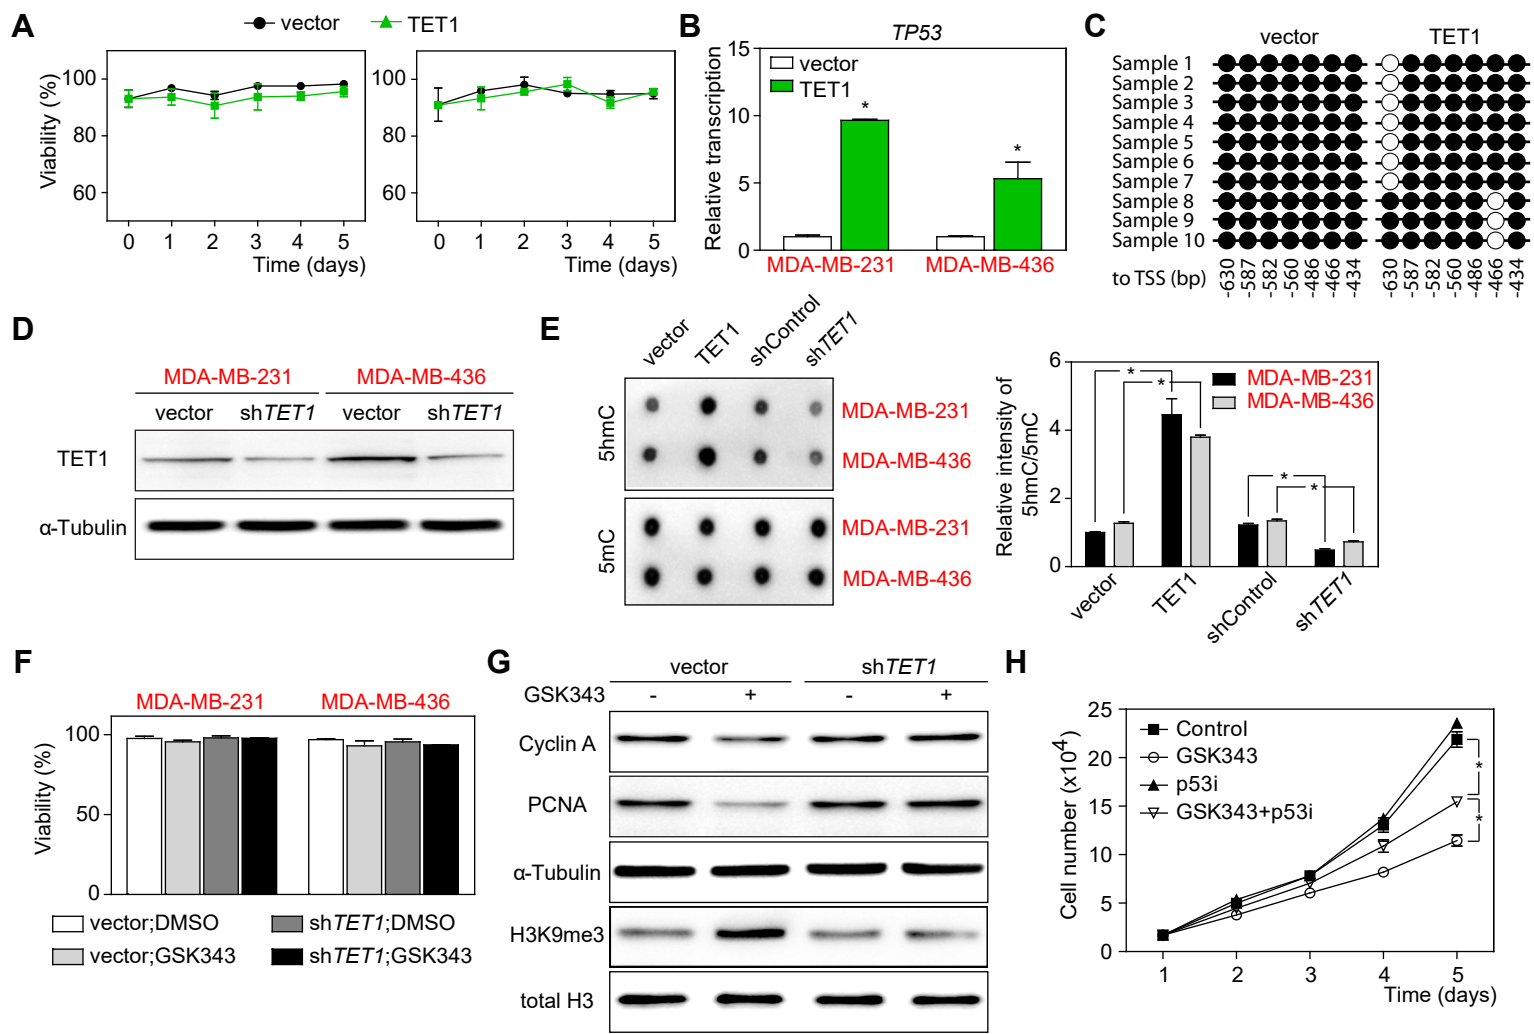 A
vector
TET1
Viability (%)
100
80
60
0 1 2 3 4 5
Time (days)
100
80
60
0 1 2 3 4 5
Time (days)
B
TP53
Relative transcription
15
10
5
0
vector
TET1
*
*
MDA-MB-231
MDA-MB-436
C
vector
TET1
Sample 1
Sample 2
Sample 3
Sample 4
Sample 5
Sample 6
Sample 7
Sample 8
Sample 9
Sample 10
to TSS (bp)
-630 -587 -582 -560 -486 -466 -434
-630 -587 -582 -560 -486 -466 -434
D
MDA-MB-231
MDA-MB-436
vector
shTET1
vector
shTET1
TET1
α-Tubulin
E
vector
TET1
shControl
shTET1
5hmC
MDA-MB-231
MDA-MB-436
5mC
MDA-MB-231
MDA-MB-436
Relative intensity of
5hmC/5mC
6
4
2
0
MDA-MB-231
MDA-MB-436
*
*
*
*
vector
TET1
shControl
shTET1
F
MDA-MB-231
MDA-MB-436
Viability (%)
100
50
0
vector;DMSO
shTET1;DMSO
vector;GSK343
shTET1;GSK343
G
vector
shTET1
GSK343 - + - +
Cyclin A
PCNA
α-Tubulin
H3K9me3
total H3
H
Cell number (x10⁴)
25
20
15
10
5
0
Control
GSK343
p53i
GSK343+p53i
*
*
1 2 3 4 5
Time (days)